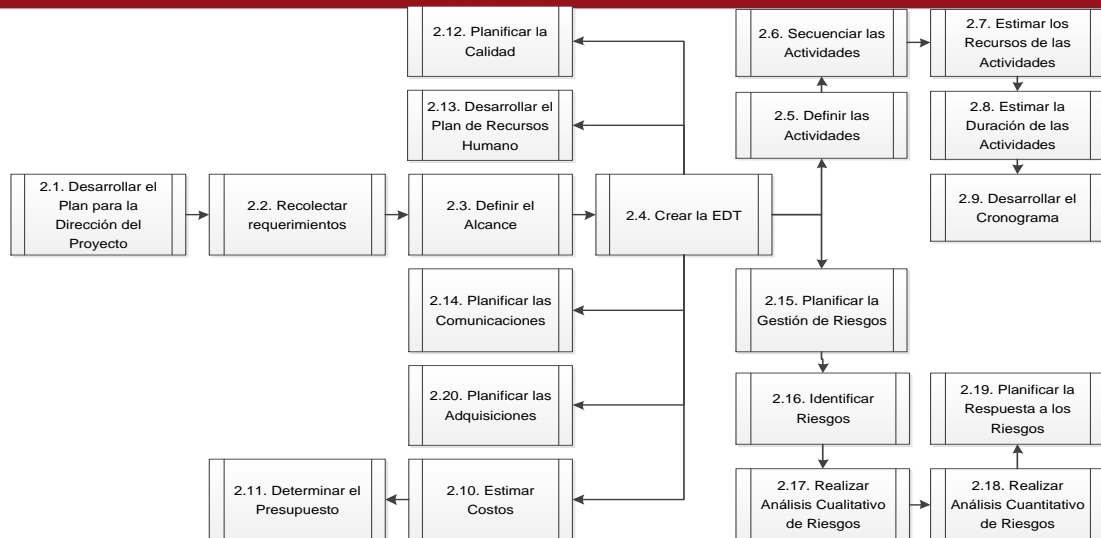 2.12. Planificar la
Calidad
2.6. Secuenciar las
Actividades
2.7. Estimar los
Recursos de las
Actividades
2.13. Desarrollar el
Plan de Recursos
Humano
2.5. Definir las
Actividades
2.8. Estimar la
Duración de las
Actividades
2.1. Desarrollar el
Plan para la
Dirección del
Proyecto
2.2. Recolectar
requerimientos
2.3. Definir el
Alcance
2.4. Crear la EDT
2.9. Desarrollar el
Cronograma
2.14. Planificar las
Comunicaciones
2.15. Planificar la
Gestión de Riesgos
2.20. Planificar las
Adquisiciones
2.16. Identificar
Riesgos
2.19. Planificar la
Respuesta a los
Riesgos
2.11. Determinar el
Presupuesto
2.10. Estimar
Costos
2.17. Realizar
Análisis Cualitativo
de Riesgos
2.18. Realizar
Análisis Cuantitativo
de Riesgos